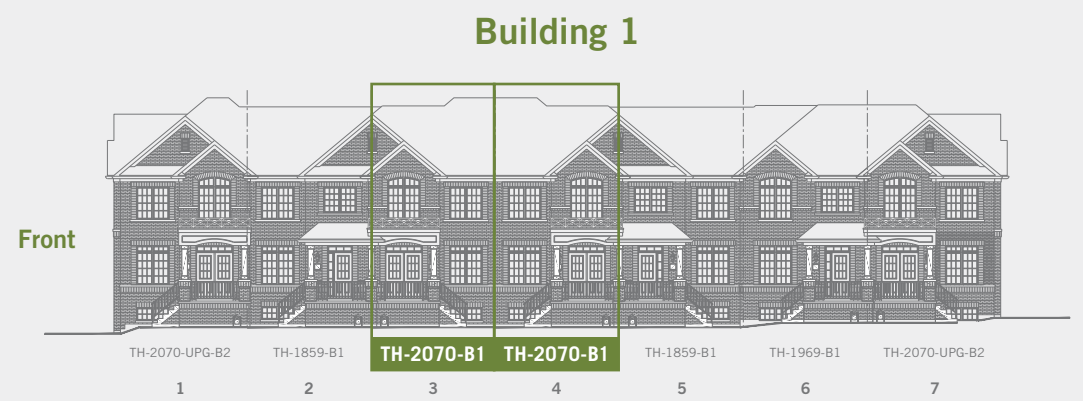 Building 1
Front
TH-2070-UPG-B2 TH-1859-B1 TH-2070-B1 TH-2070-B1 TH-1859-B1 TH-1969-B1 TH-2070-UPG-B2
1 2 3 4 5 6 7